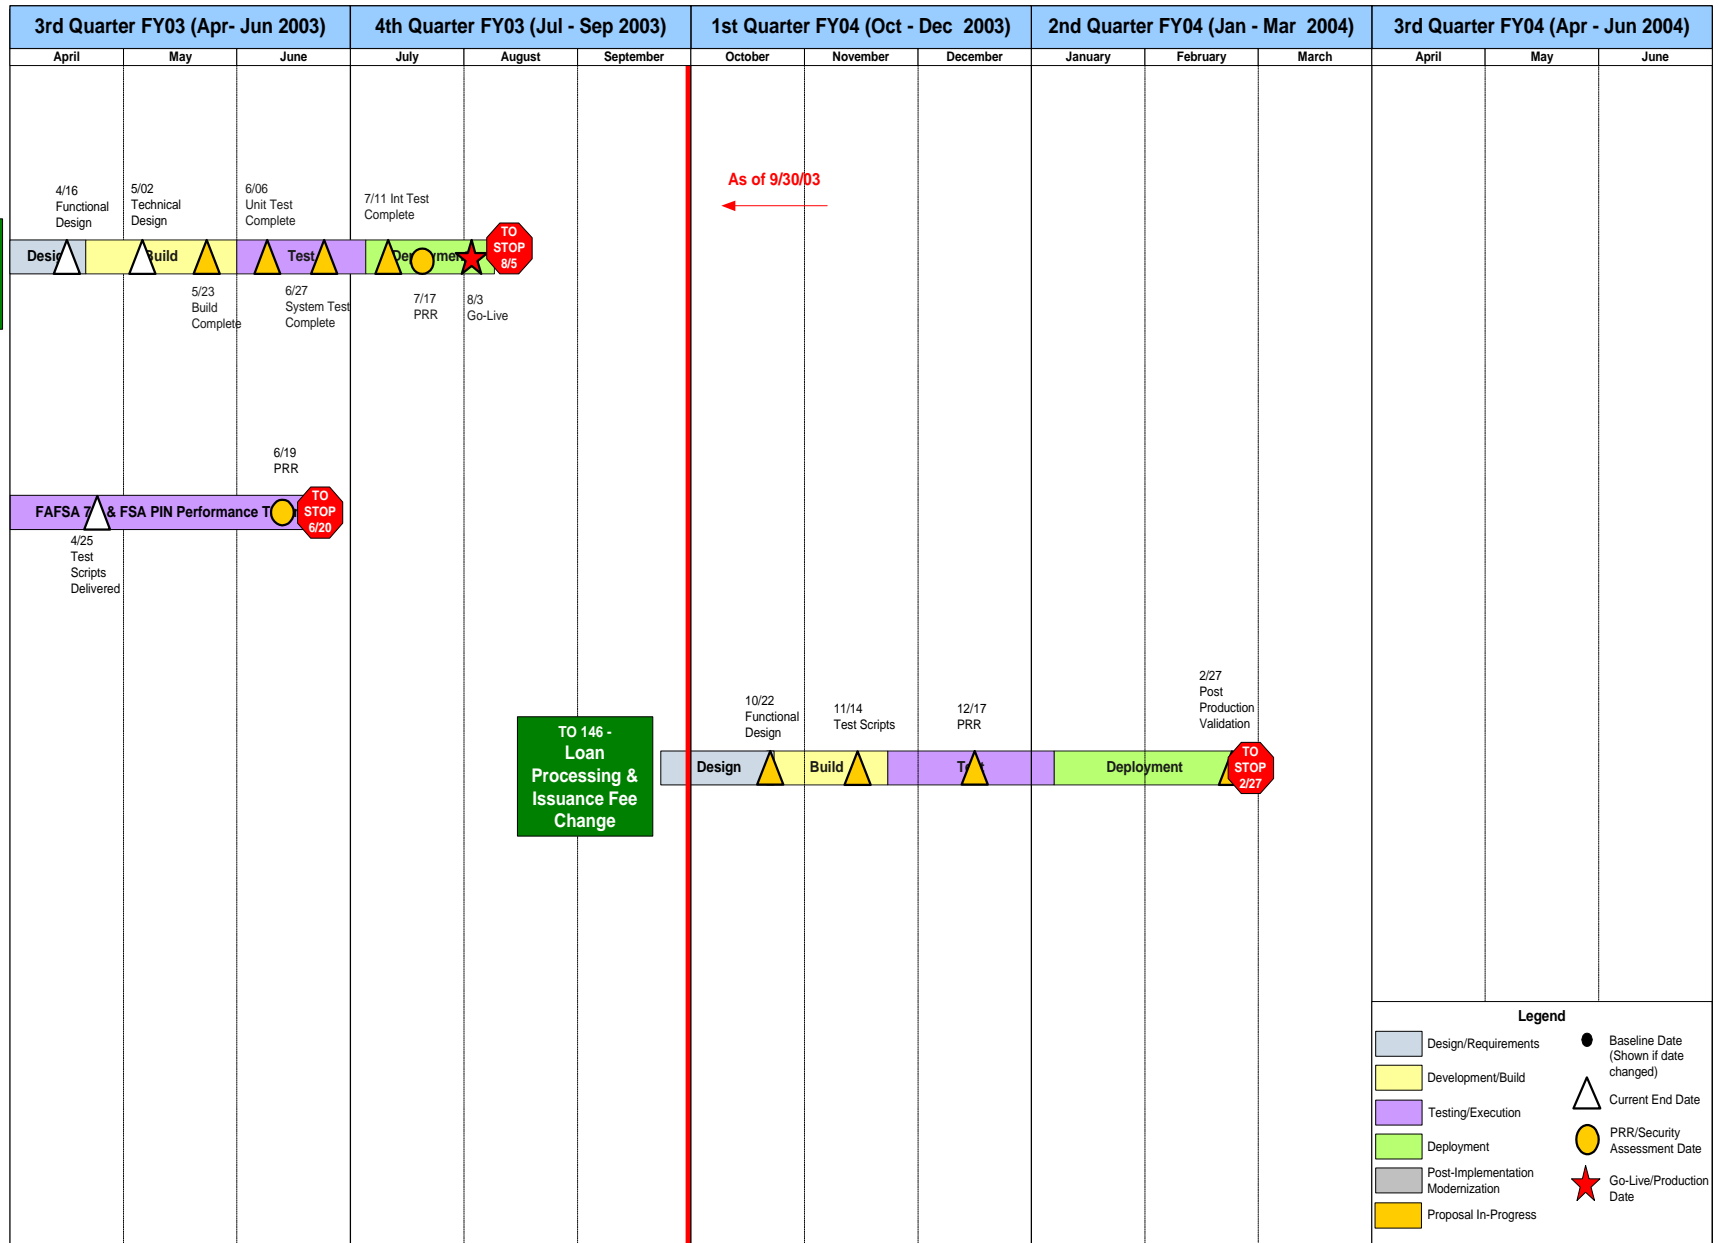 3rd Quarter FY03 (Apr- Jun 2003)
4th Quarter FY03 (Jul - Sep 2003)
1st Quarter FY04 (Oct - Dec  2003)
2nd Quarter FY04 (Jan - Mar  2004)
3rd Quarter FY04 (Apr - Jun 2004)
April
May
June
July
August
September
October
November
December
January
February
March
April
May
June
As of 9/30/03
4/16
Functional
Design
5/02
Technical
Design
6/06
Unit Test
Complete
7/11 Int Test
Complete
Build
Test
TO
STOP
8/5
5/23
Build
Complete
6/27
System Test
Complete
7/17
PRR
8/3
Go-Live
6/19
PRR
FAFSA 7 & FSA PIN Performance
TO
STOP
6/20
4/25
Test
Scripts
Delivered
TO 146 -
Loan
Processing &
Issuance Fee
Change
10/22
Functional
Design
11/14
Test Scripts
12/17
PRR
2/27
Post
Production
Validation
Design
Build
Test
Deployment
TO
STOP
2/27
Legend
Design/Requirements
Development/Build
Testing/Execution
Deployment
Post-Implementation
Modernization
Proposal In-Progress
Baseline Date
(Shown if date
changed)
Current End Date
PRR/Security
Assessment Date
Go-Live/Production
Date